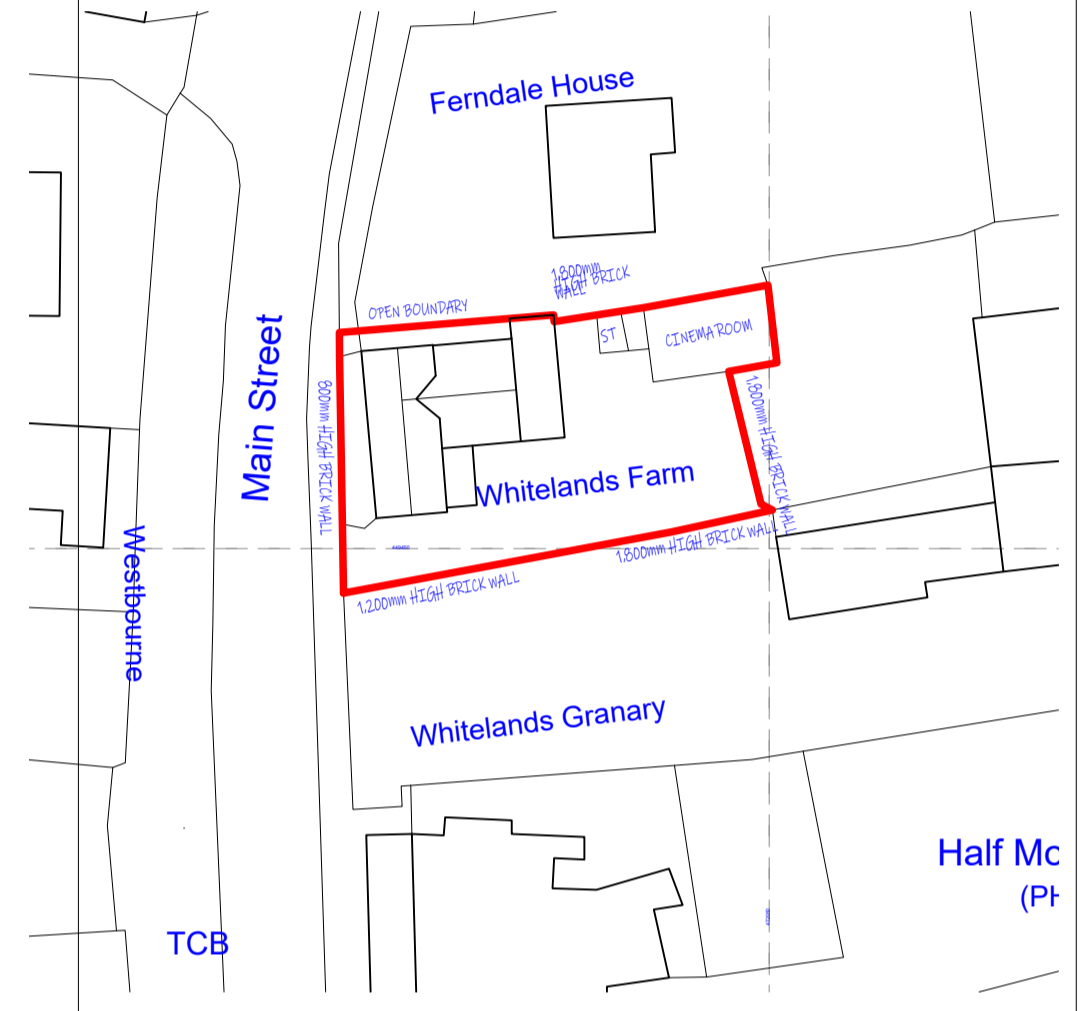 Ferndale House
1,800mm
HIGH BRICK
WALL
OPEN BOUNDARY
ST
CINEMA ROOM
Main Street
800mm HIGH BRICK WALL
1,800mm HIGH BRICK WALL
Whitelands Farm
1,800mm HIGH BRICK WALL
1,200mm HIGH BRICK WALL
Westbourne
Whitelands Granary
Half Mo
(PH
TCB